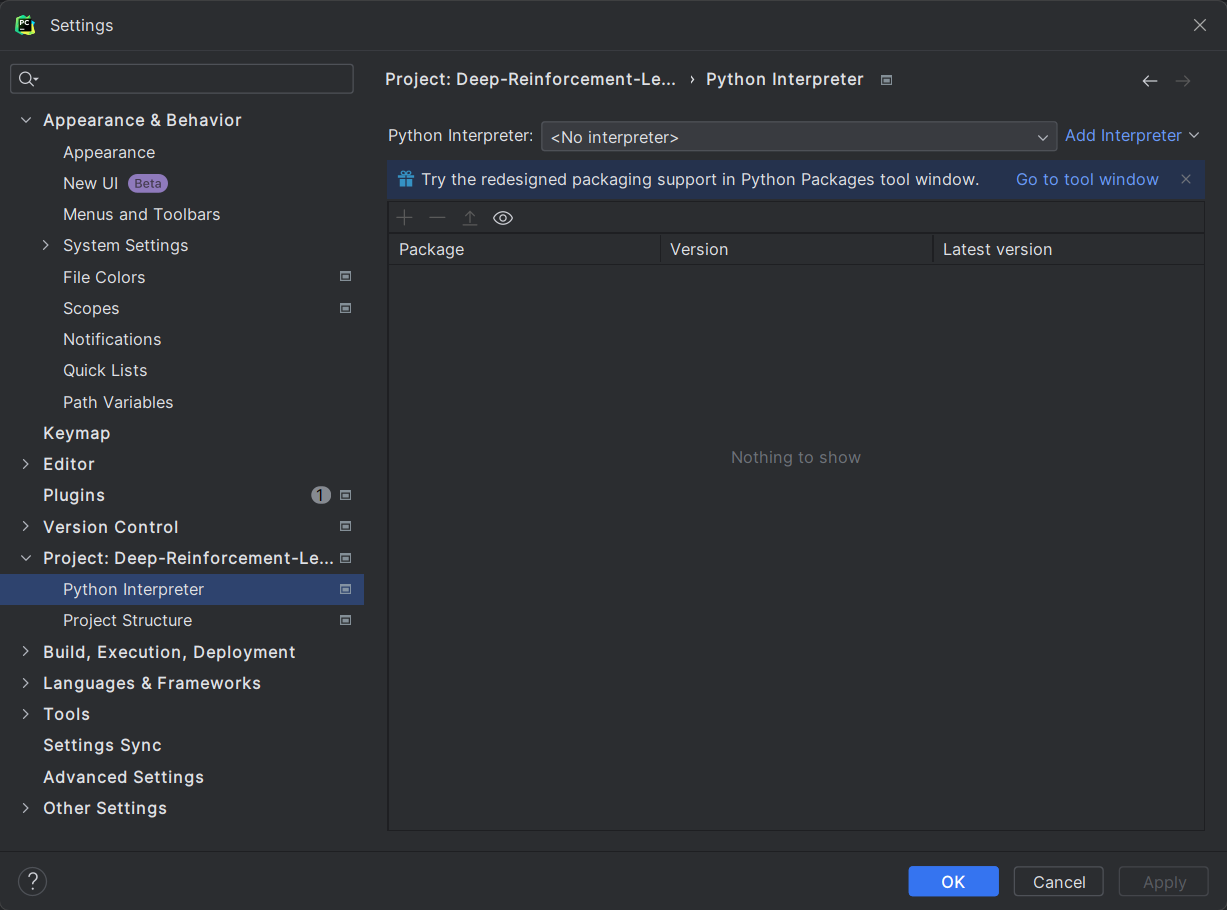 Settings
Appearance & Behavior
Appearance
New UI Beta
Menus and Toolbars
System Settings
File Colors
Scopes
Notifications
Quick Lists
Path Variables
Keymap
Editor
Plugins 1
Version Control
Project: Deep-Reinforcement-Le...
Python Interpreter
Project Structure
Build, Execution, Deployment
Languages & Frameworks
Tools
Settings Sync
Advanced Settings
Other Settings
Project: Deep-Reinforcement-Le... › Python Interpreter
Python Interpreter: <No interpreter> Add Interpreter
Try the redesigned packaging support in Python Packages tool window. Go to tool window
Package Version Latest version
Nothing to show
? OK Cancel Apply